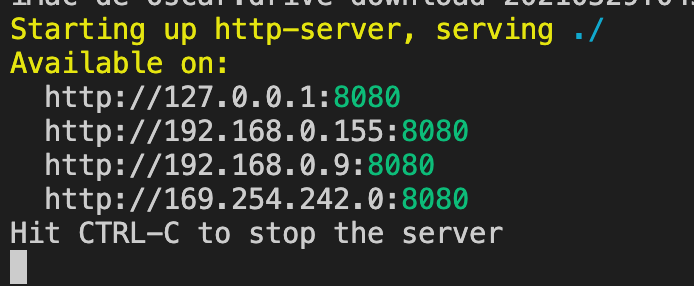 Starting up http-server, serving ./
Available on:
http://127.0.0.1:8080
http://192.168.0.155:8080
http://192.168.0.9:8080
http://169.254.242.0:8080
Hit CTRL-C to stop the server